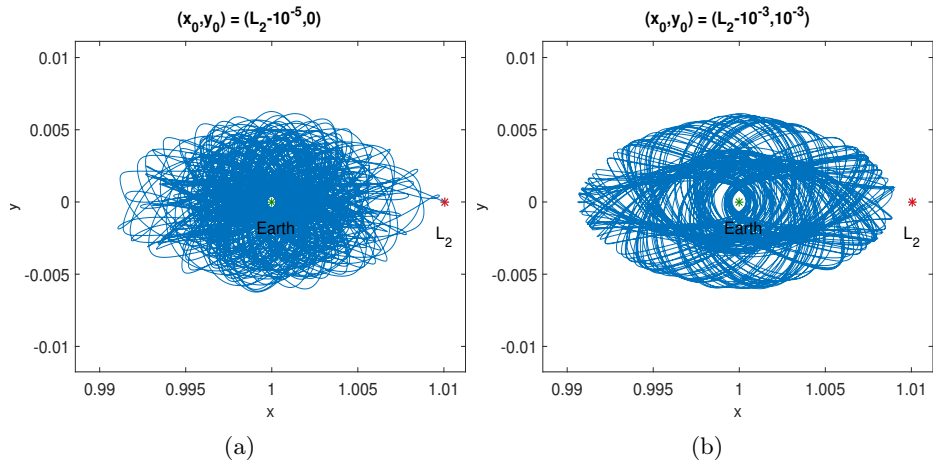 (x₀,y₀) = (L₂-10⁻⁵,0)
0.01
0.005
0
-0.005
-0.01
y
Earth
L₂
0.99
0.995
1
1.005
1.01
x
(a)
(x₀,y₀) = (L₂-10⁻³,10⁻³)
0.01
0.005
0
-0.005
-0.01
y
Earth
L₂
0.99
0.995
1
1.005
1.01
x
(b)